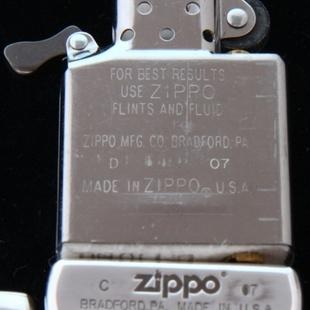 FOR BEST RESULTS
USE ZIPPO
FLINTS AND FLUID
ZIPPO MFG. CO. BRADFORD, PA.
D 07
MADE IN ZIPPO® U.S.A.
C zippo® 07
BRADFORD, PA. MADE IN U.S.A.